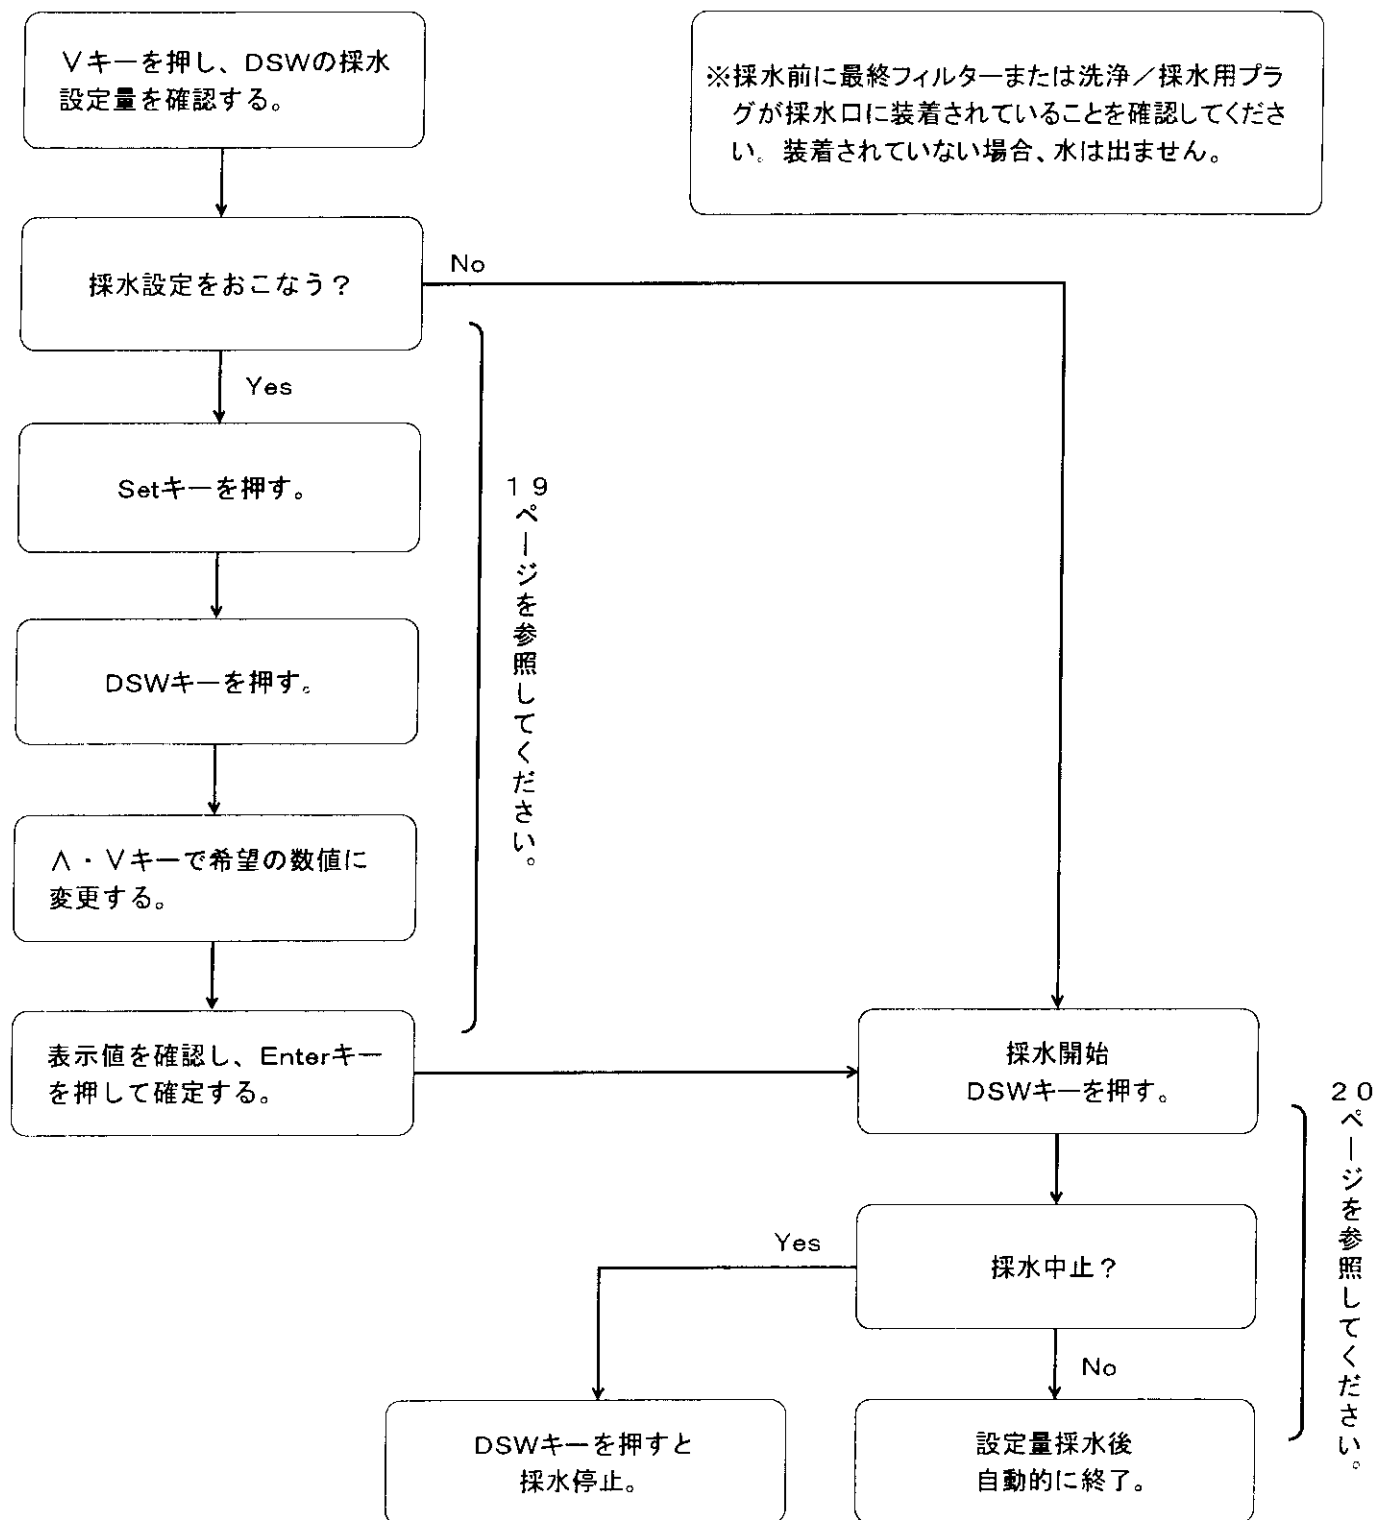 ∨キーを押し、DSWの採水
設定量を確認する。
※採水前に最終フィルターまたは洗浄／採水用プラ
グが採水口に装着されていることを確認してくださ
い。装着されていない場合、水は出ません。
採水設定をおこなう？
No
Yes
Setキーを押す。
DSWキーを押す。
∧・∨キーで希望の数値に
変更する。
表示値を確認し、Enterキー
を押して確定する。
19ページを参照してください。
採水開始
DSWキーを押す。
採水中止？
Yes
No
DSWキーを押すと
採水停止。
設定量採水後
自動的に終了。
20ページを参照してください。